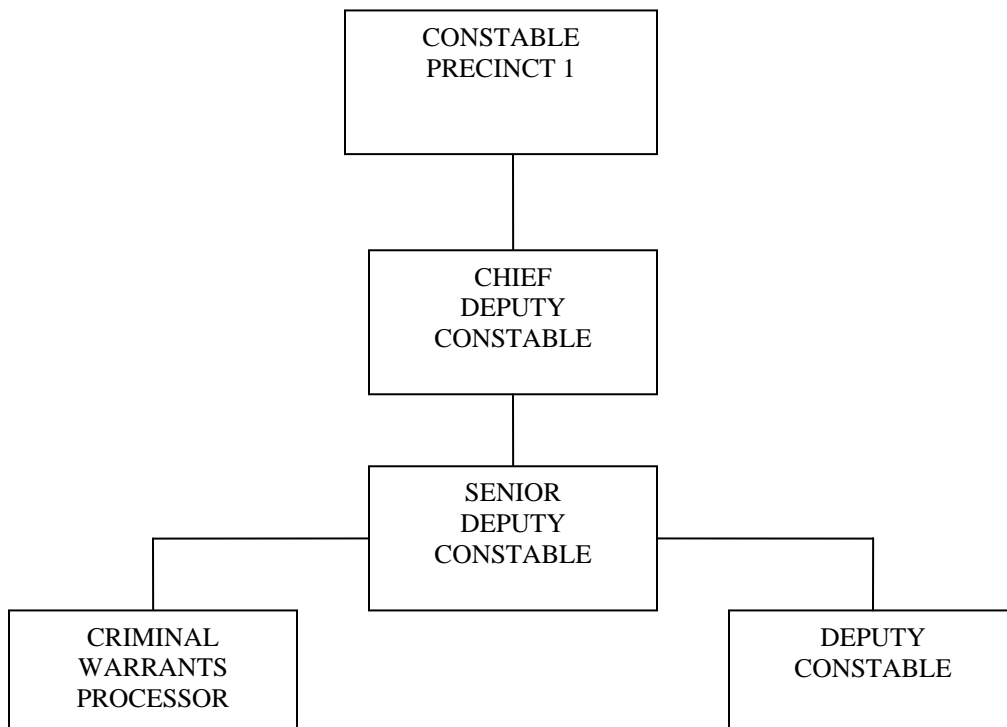 CONSTABLE
PRECINCT 1
CHIEF
DEPUTY
CONSTABLE
SENIOR
DEPUTY
CONSTABLE
CRIMINAL
WARRANTS
PROCESSOR
DEPUTY
CONSTABLE